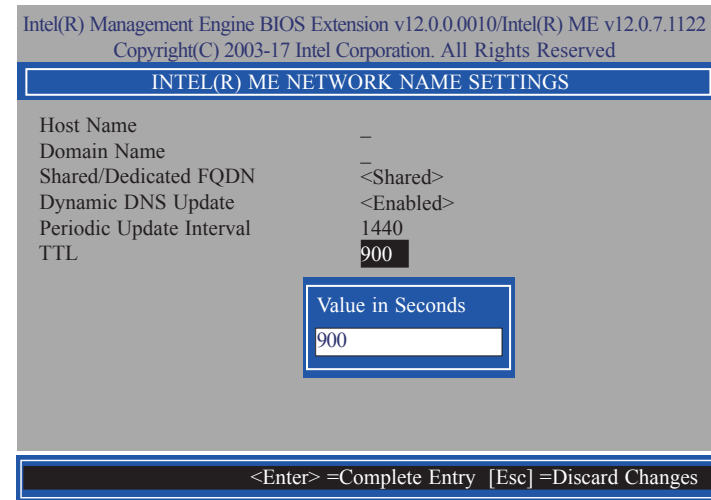 Intel(R) Management Engine BIOS Extension v12.0.0.0010/Intel(R) ME v12.0.7.1122
Copyright(C) 2003-17 Intel Corporation. All Rights Reserved
INTEL(R) ME NETWORK NAME SETTINGS
Host Name _
Domain Name _
Shared/Dedicated FQDN <Shared>
Dynamic DNS Update <Enabled>
Periodic Update Interval 1440
TTL 900
Value in Seconds
900
<Enter> =Complete Entry [Esc] =Discard Changes